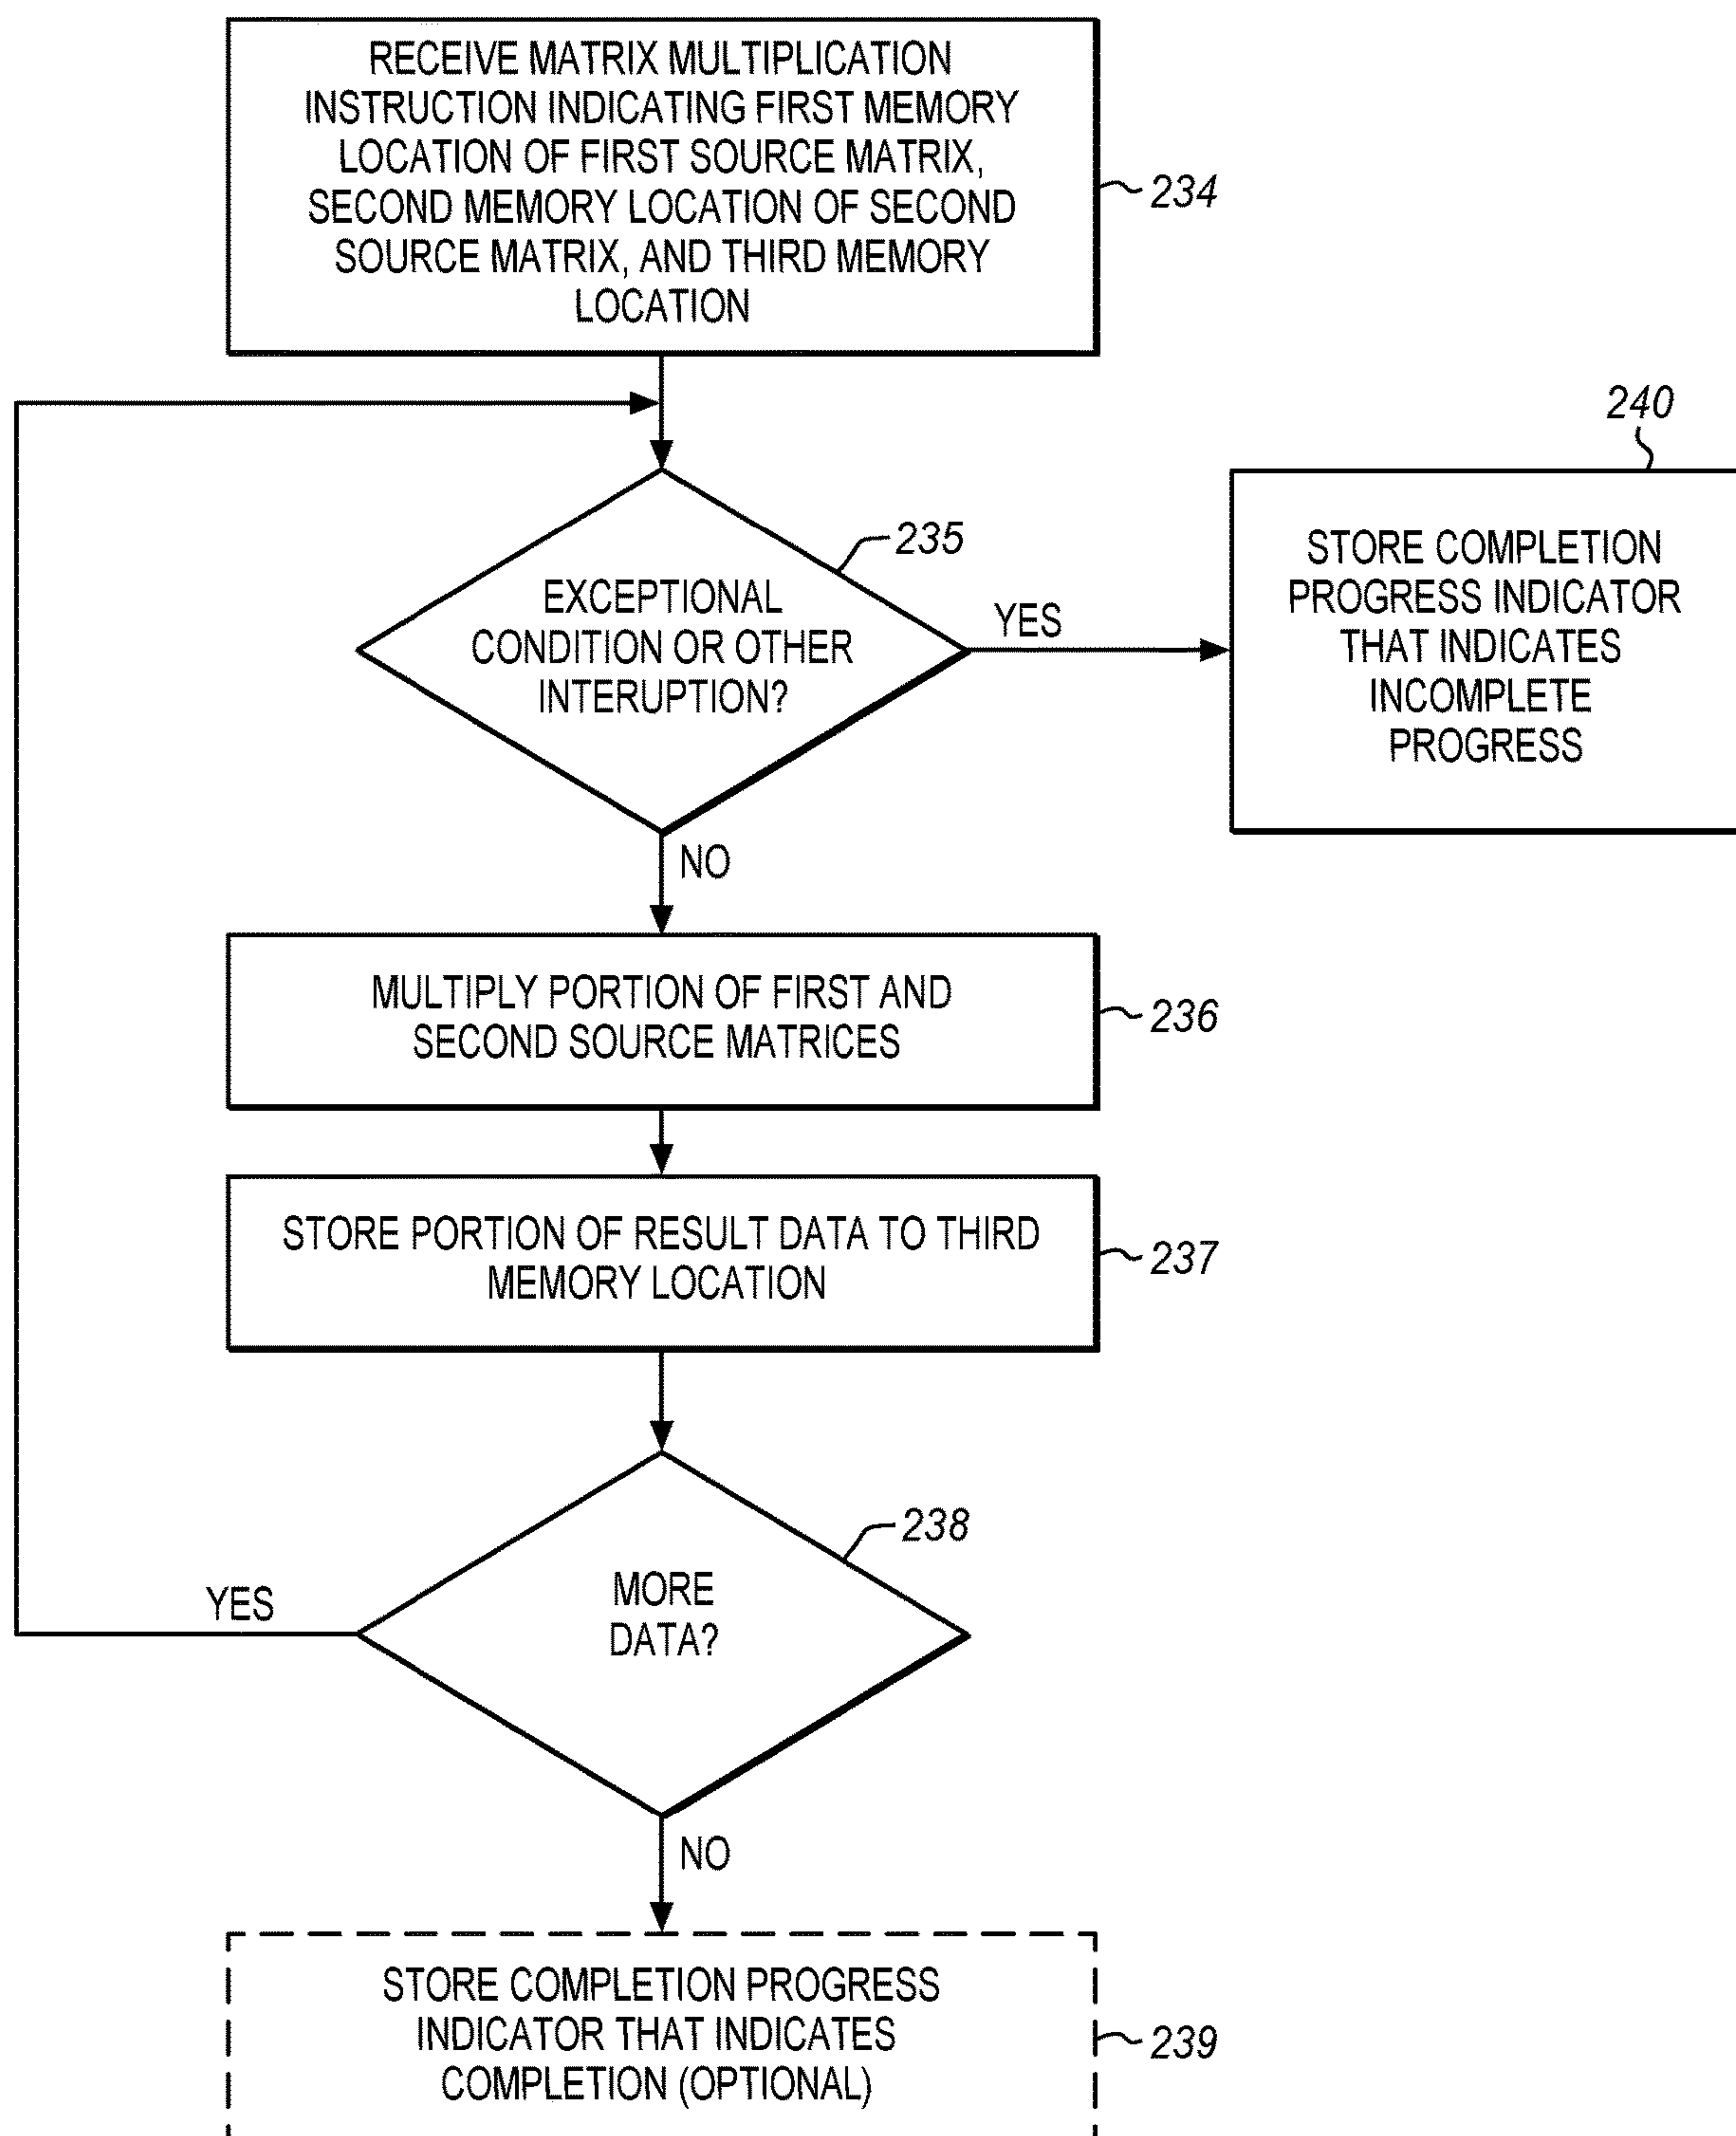 RECEIVE MATRIX MULTIPLICATION
INSTRUCTION INDICATING FIRST MEMORY
LOCATION OF FIRST SOURCE MATRIX,
SECOND MEMORY LOCATION OF SECOND
SOURCE MATRIX, AND THIRD MEMORY
LOCATION
234
240
235
EXCEPTIONAL
CONDITION OR OTHER
INTERUPTION?
YES
STORE COMPLETION
PROGRESS INDICATOR
THAT INDICATES
INCOMPLETE
PROGRESS
NO
MULTIPLY PORTION OF FIRST AND
SECOND SOURCE MATRICES
236
STORE PORTION OF RESULT DATA TO THIRD
MEMORY LOCATION
237
238
MORE
DATA?
YES
NO
STORE COMPLETION PROGRESS
INDICATOR THAT INDICATES
COMPLETION (OPTIONAL)
239